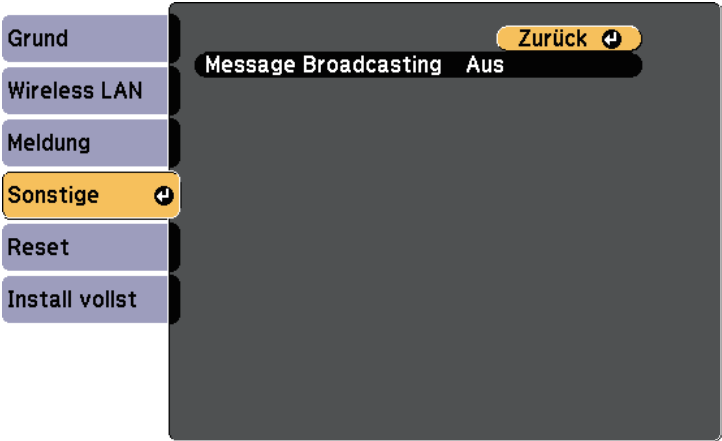 Grund
Wireless LAN
Meldung
Sonstige
Reset
Install vollst
Zurück
Message Broadcasting Aus